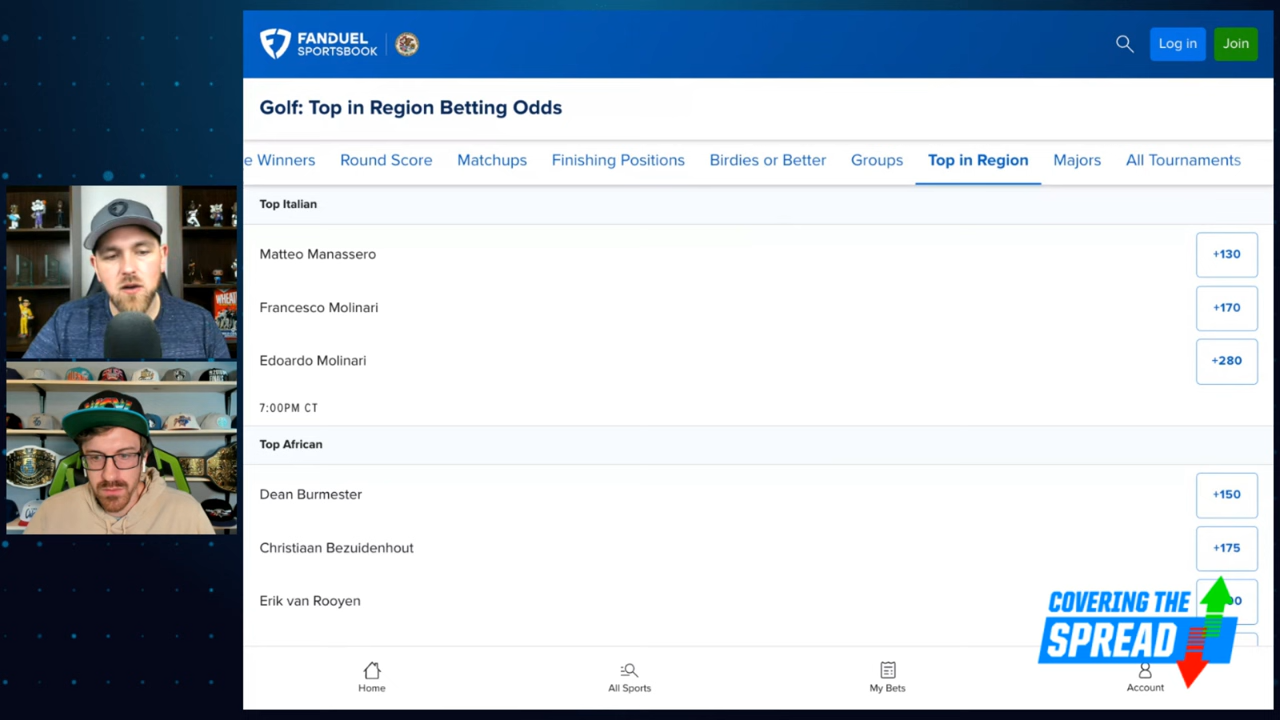 FANDUEL
SPORTSBOOK
Log in
Join
Golf: Top in Region Betting Odds
e Winners Round Score Matchups Finishing Positions Birdies or Better Groups Top in Region Majors All Tournaments
Top Italian
Matteo Manassero +130
Francesco Molinari +170
Edoardo Molinari +280
7:00PM CT
Top African
Dean Burmester +150
Christiaan Bezuidenhout +175
Erik van Rooyen
COVERING THE
SPREAD
Home
All Sports
My Bets
Account
WHEAT